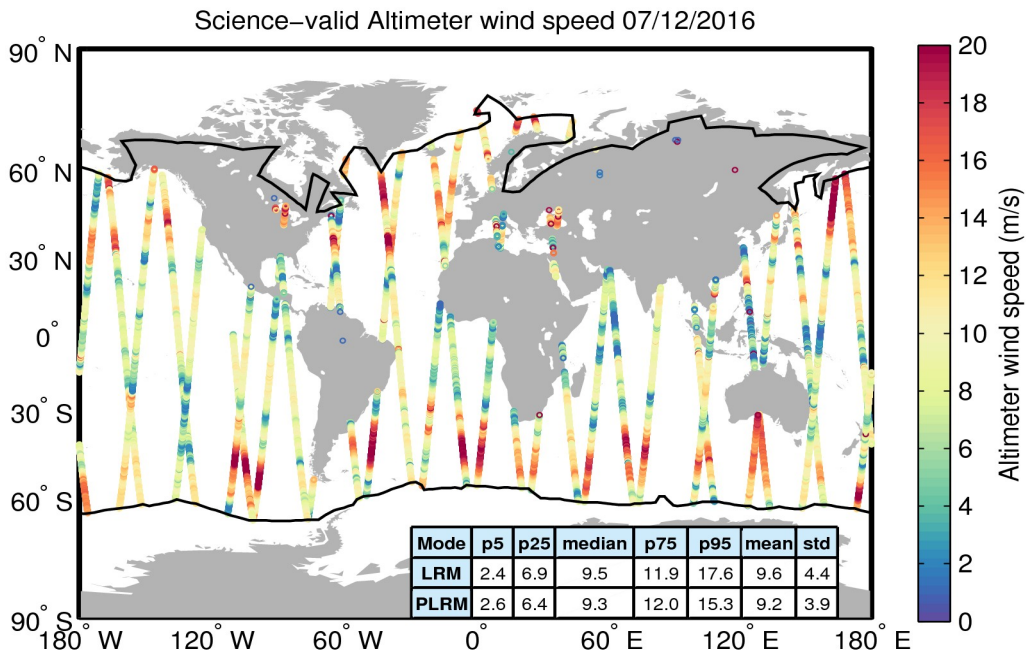 Science−valid Altimeter wind speed 07/12/2016
90° N
60° N
30° N
0°
30° S
60° S
90° S
180° W
120° W
60° W
0°
60° E
120° E
180° E
Mode p5 p25 median p75 p95 mean std
LRM 2.4 6.9 9.5 11.9 17.6 9.6 4.4
PLRM 2.6 6.4 9.3 12.0 15.3 9.2 3.9
20
18
16
14
12
10
8
6
4
2
0
Altimeter wind speed (m/s)